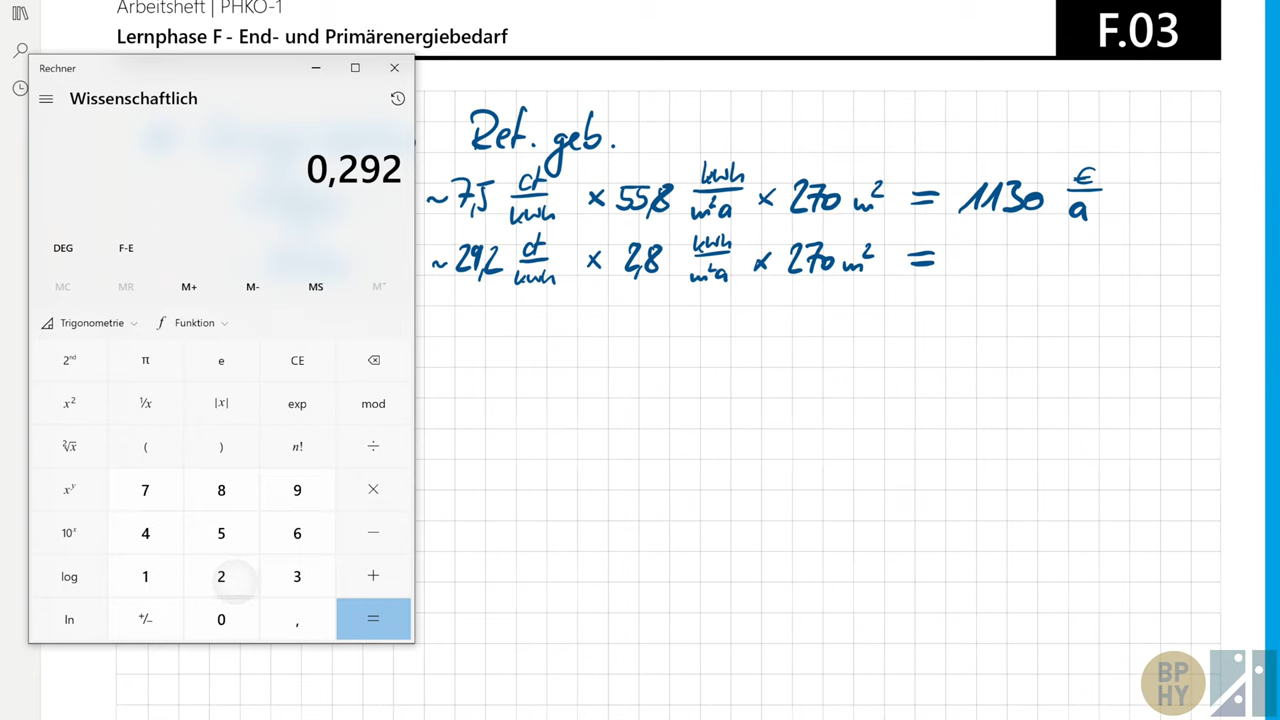 Arbeitsheft | PHKO-1
Lernphase F - End- und Primärenergiebedarf
F.03
Rechner
Wissenschaftlich
0,292
DEG F-E
MC MR M+ M- MS M˅
Trigonometrie f Funktion
2nd π e CE
x² ¹/x |x| exp mod
²√x ( ) n! ÷
xʸ 7 8 9 ×
10ˣ 4 5 6 −
log 1 2 3 +
ln +/− 0 , =
Ref. geb.
~7,5 ct/kWh × 55,8 kWh/m²a × 270 m² = 1130 €/a
~29,2 ct/kWh × 2,8 kWh/m²a × 270 m² =
BP
HY